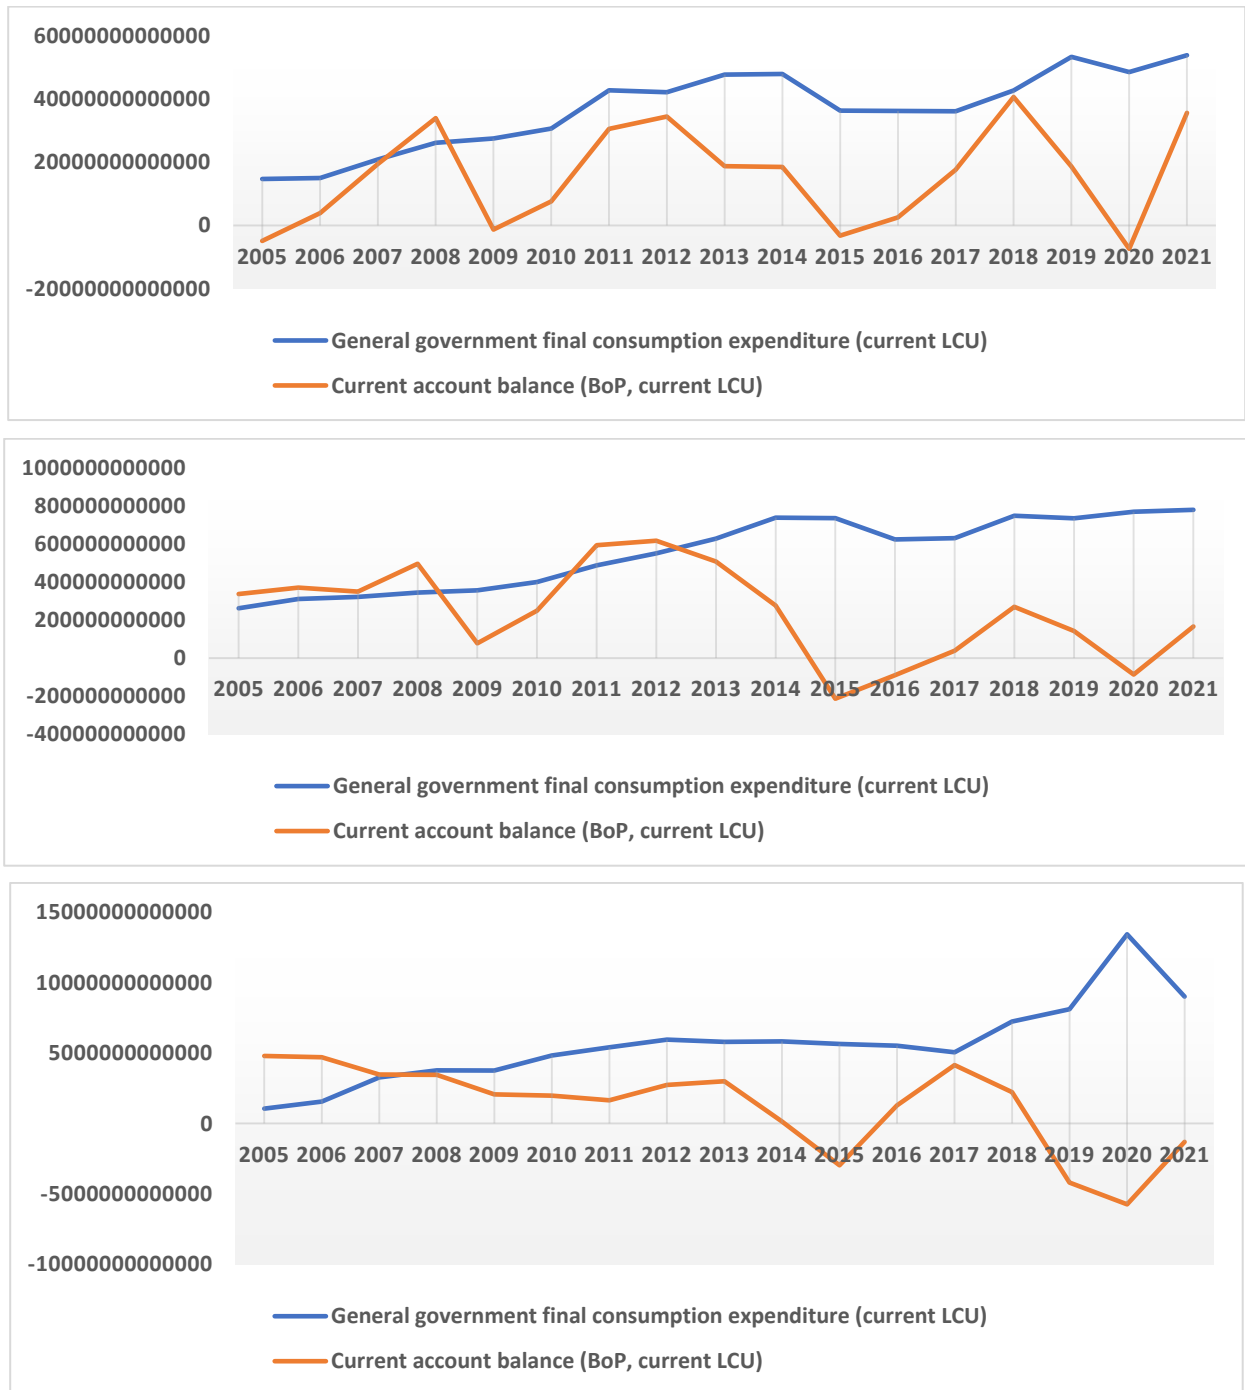 60000000000000
40000000000000
20000000000000
0
-20000000000000
2005 2006 2007 2008 2009 2010 2011 2012 2013 2014 2015 2016 2017 2018 2019 2020 2021
General government final consumption expenditure (current LCU)
Current account balance (BoP, current LCU)
1000000000000
800000000000
600000000000
400000000000
200000000000
0
-200000000000
-400000000000
2005 2006 2007 2008 2009 2010 2011 2012 2013 2014 2015 2016 2017 2018 2019 2020 2021
General government final consumption expenditure (current LCU)
Current account balance (BoP, current LCU)
15000000000000
10000000000000
5000000000000
0
-5000000000000
-10000000000000
2005 2006 2007 2008 2009 2010 2011 2012 2013 2014 2015 2016 2017 2018 2019 2020 2021
General government final consumption expenditure (current LCU)
Current account balance (BoP, current LCU)